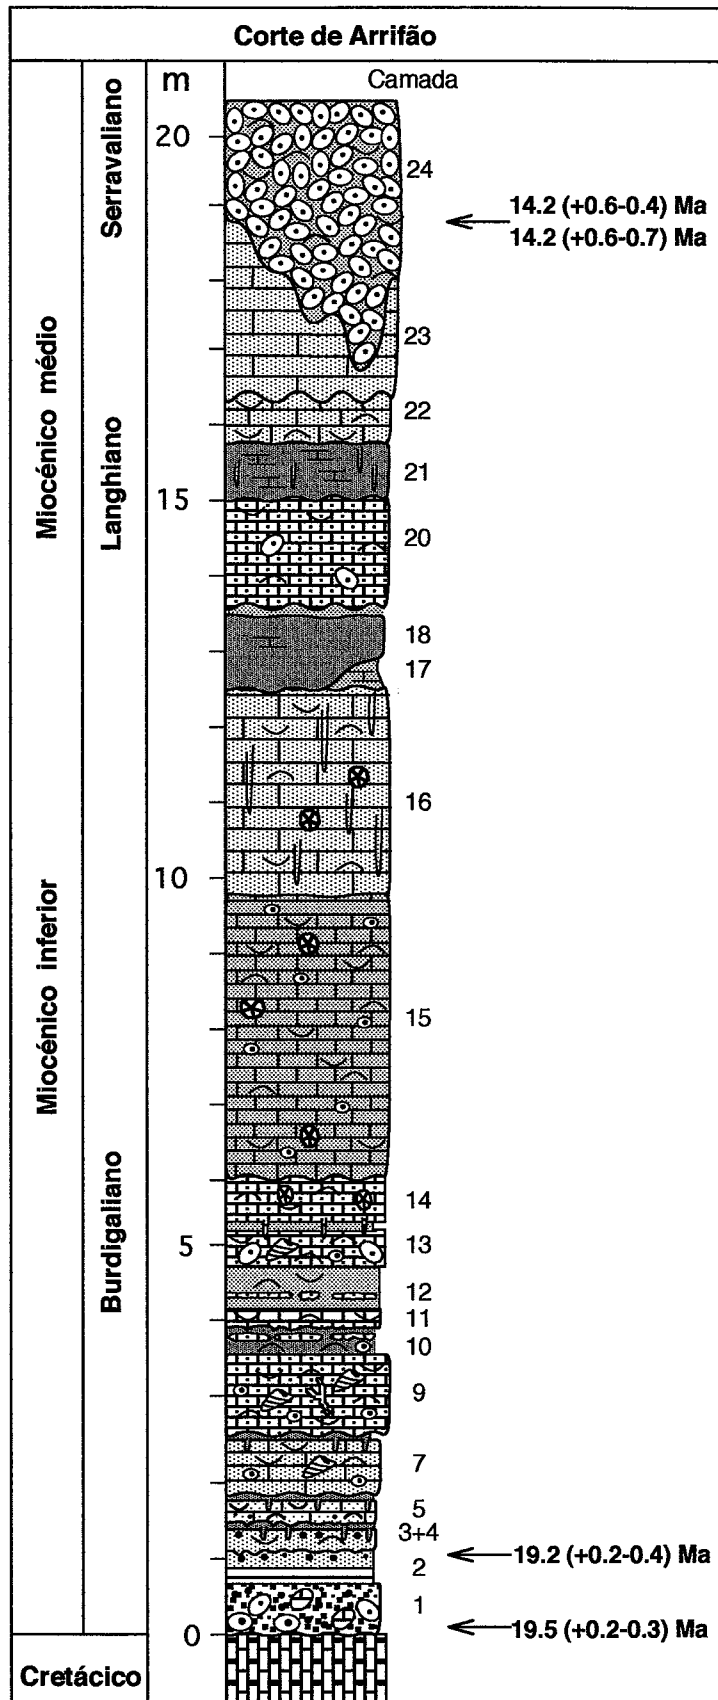 Corte de Arrifão
m
Camada
Serravaliano
20
24
14.2 (+0.6-0.4) Ma
14.2 (+0.6-0.7) Ma
23
Miocénico médio
22
Langhiano
21
15
20
18
17
16
10
Miocénico inferior
15
14
5
13
Burdigaliano
12
11
10
9
7
5
3+4
19.2 (+0.2-0.4) Ma
2
1
19.5 (+0.2-0.3) Ma
0
Cretácico